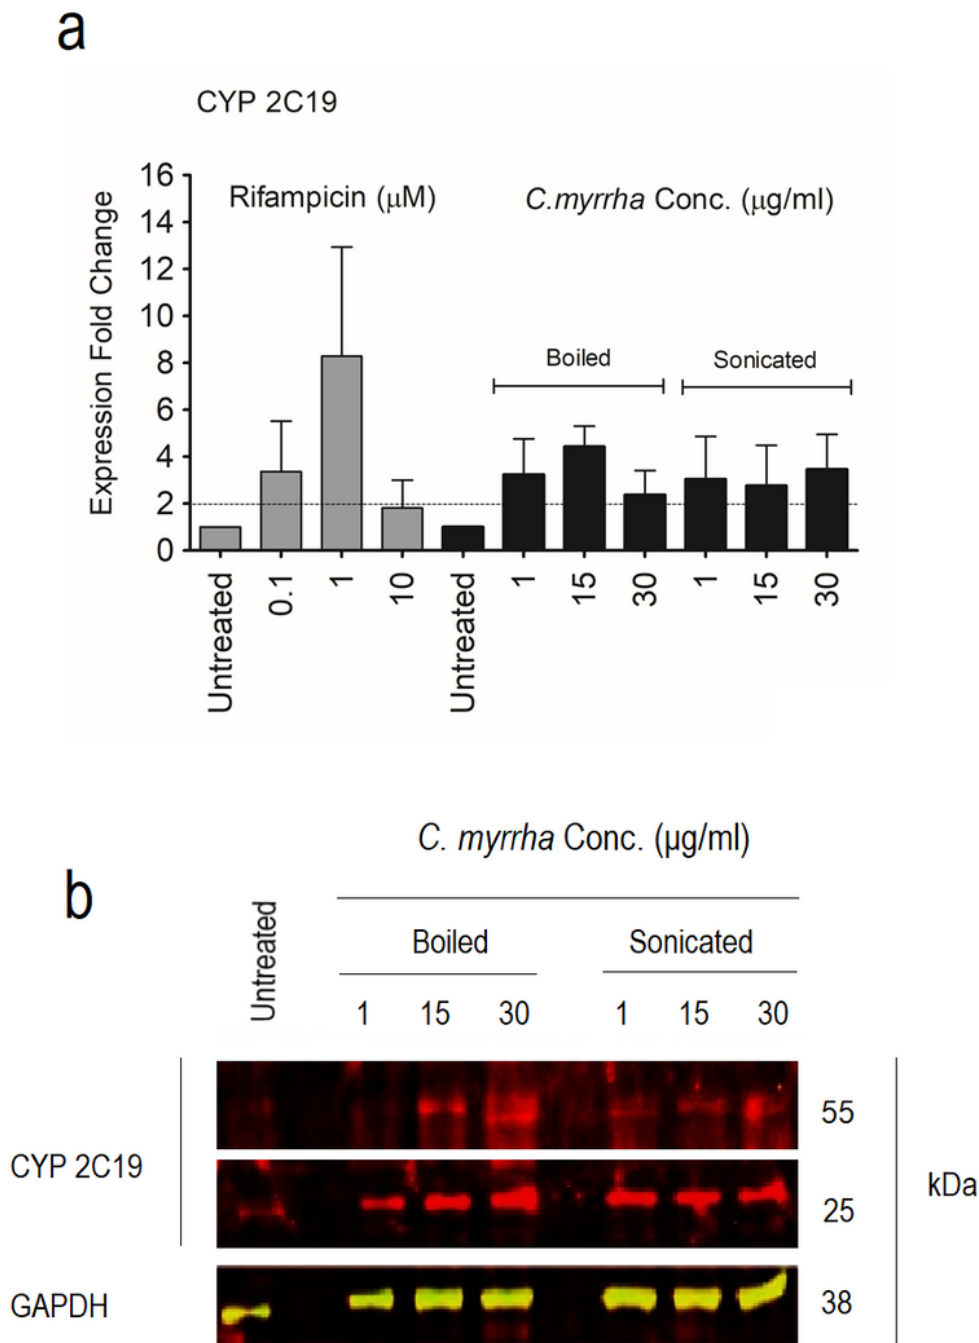 a
CYP 2C19
Rifampicin (μM)
C.myrrha Conc. (μg/ml)
Expression Fold Change
16
14
12
10
8
6
4
2
0
Boiled
Sonicated
Untreated
0.1
1
10
Untreated
1
15
30
1
15
30
b
C. myrrha Conc. (μg/ml)
Untreated
Boiled
Sonicated
1 15 30 1 15 30
CYP 2C19
55
25
kDa
GAPDH
38